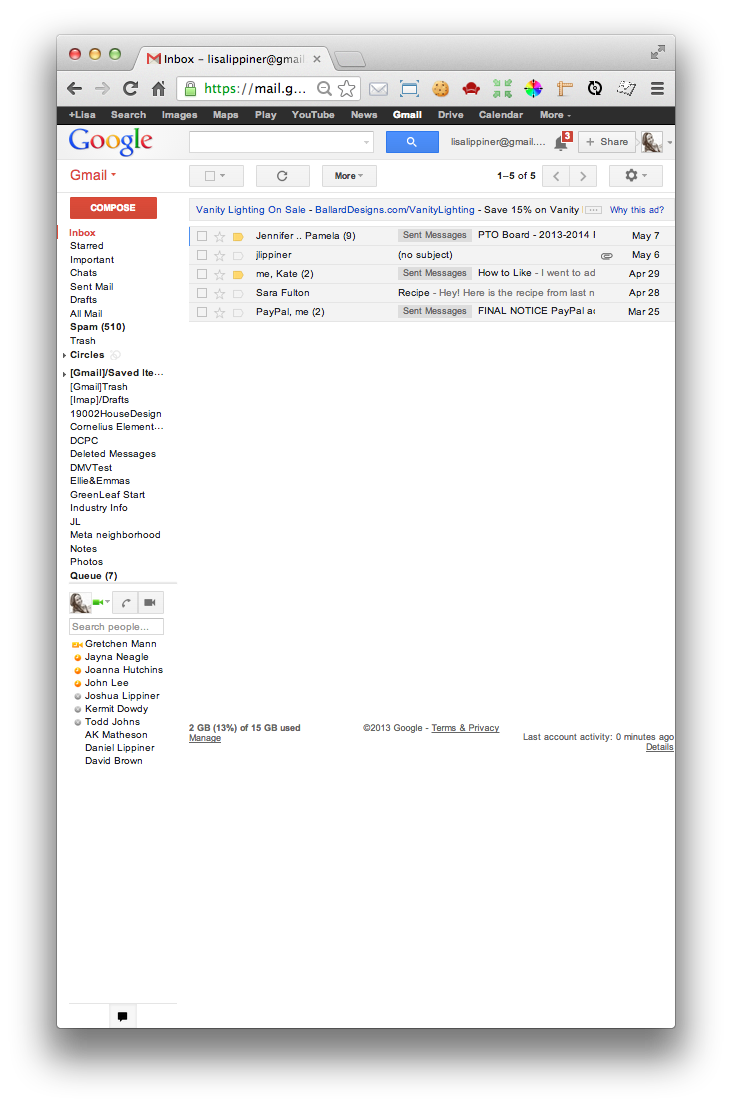 Inbox – lisalippiner@gmail
https://mail.g...
+Lisa Search Images Maps Play YouTube News Gmail Drive Calendar More
Google lisalippiner@gmail.... 3 + Share
Gmail More 1–5 of 5
COMPOSE
Vanity Lighting On Sale - BallardDesigns.com/VanityLighting - Save 15% on Vanity Why this ad?
Inbox
Starred
Important
Chats
Sent Mail
Drafts
All Mail
Spam (510)
Trash
Circles
[Gmail]/Saved Ite...
[Gmail]Trash
[Imap]/Drafts
19002HouseDesign
Cornelius Element...
DCPC
Deleted Messages
DMVTest
Ellie&Emmas
GreenLeaf Start
Industry Info
JL
Meta neighborhood
Notes
Photos
Queue (7)
Jennifer .. Pamela (9) Sent Messages PTO Board - 2013-2014 May 7
jlippiner (no subject) May 6
me, Kate (2) Sent Messages How to Like - I went to ad Apr 29
Sara Fulton Recipe - Hey! Here is the recipe from last n Apr 28
PayPal, me (2) Sent Messages FINAL NOTICE PayPal ac Mar 25
Search people...
Gretchen Mann
Jayna Neagle
Joanna Hutchins
John Lee
Joshua Lippiner
Kermit Dowdy
Todd Johns
AK Matheson
Daniel Lippiner
David Brown
2 GB (13%) of 15 GB used
Manage
©2013 Google - Terms & Privacy
Last account activity: 0 minutes ago
Details